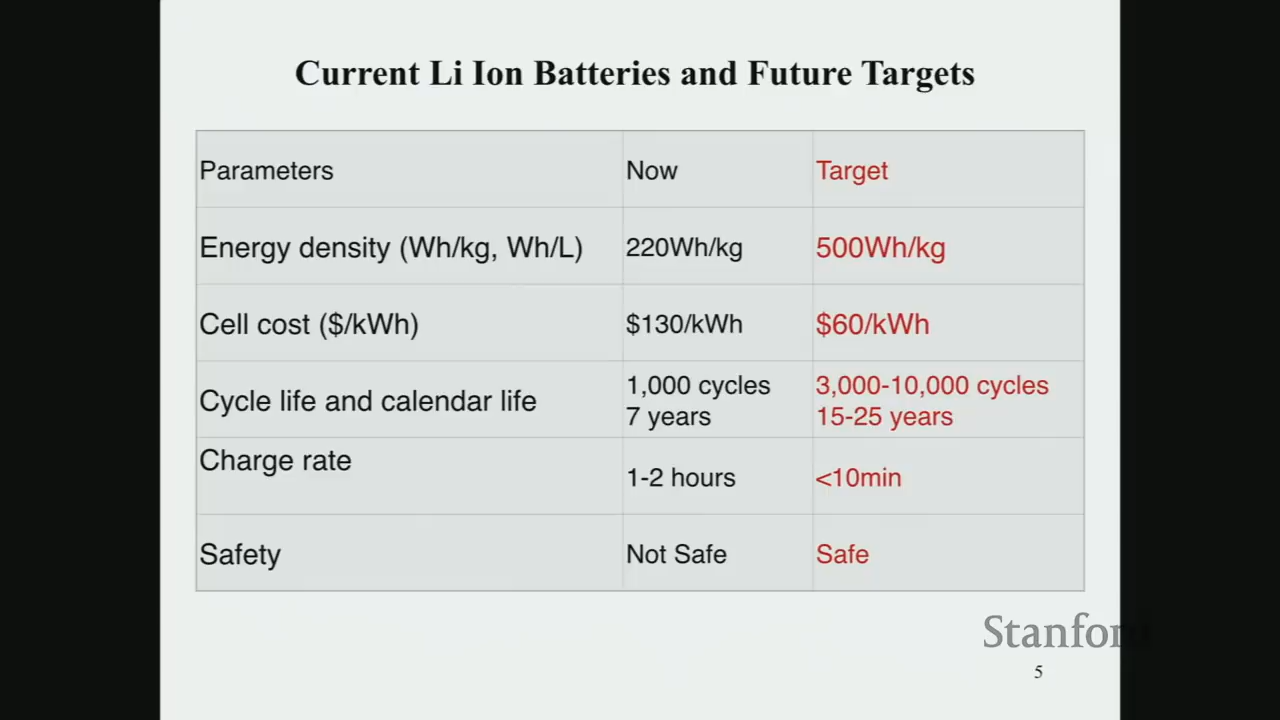 Current Li Ion Batteries and Future Targets
Parameters Now Target
Energy density (Wh/kg, Wh/L) 220Wh/kg 500Wh/kg
Cell cost ($/kWh) $130/kWh $60/kWh
Cycle life and calendar life 1,000 cycles 3,000-10,000 cycles
7 years 15-25 years
Charge rate 1-2 hours <10min
Safety Not Safe Safe
Stanford
5